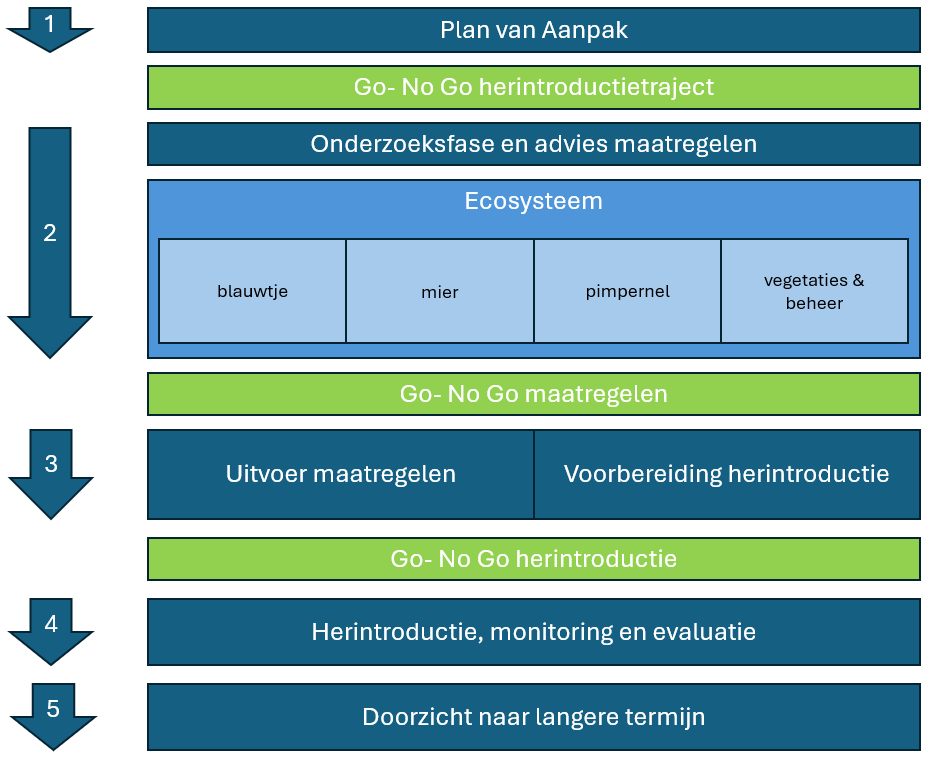 1
Plan van Aanpak
Go- No Go herintroductietraject
Onderzoeksfase en advies maatregelen
2
Ecosysteem
blauwtje
mier
pimpernel
vegetaties &
beheer
Go- No Go maatregelen
3
Uitvoer maatregelen
Voorbereiding herintroductie
Go- No Go herintroductie
4
Herintroductie, monitoring en evaluatie
5
Doorzicht naar langere termijn